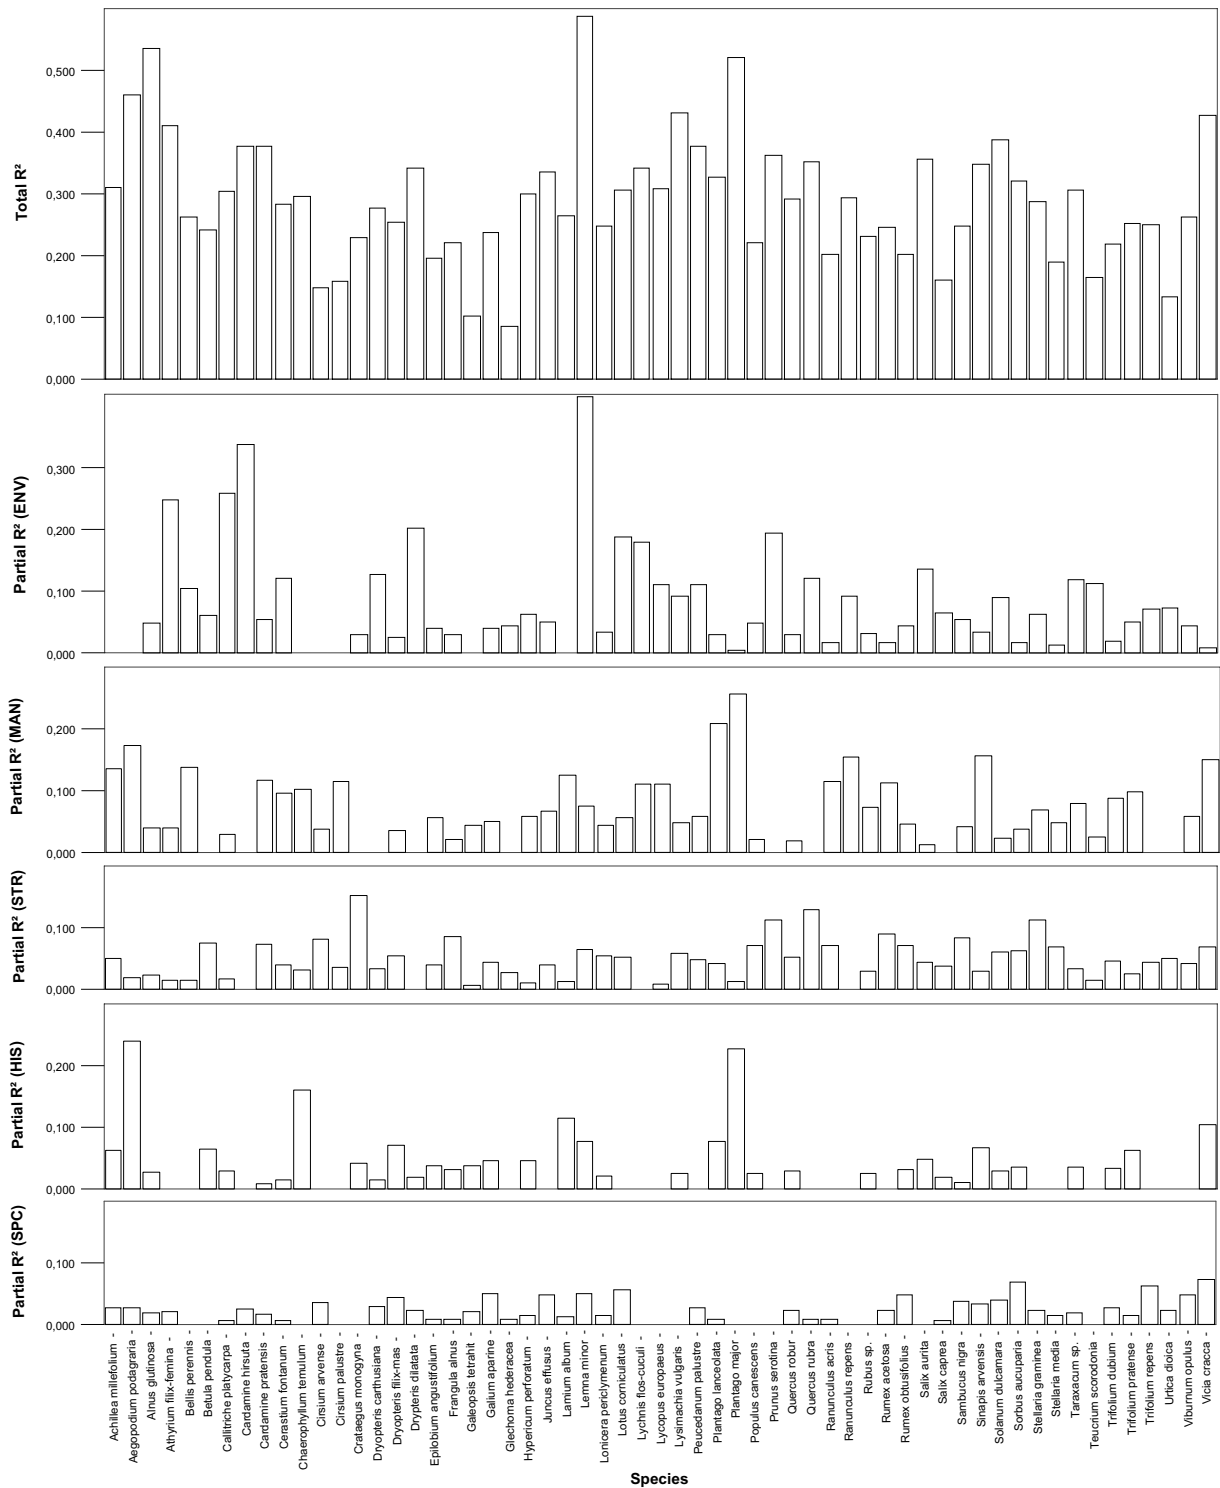 Total R²
0,500
0,400
0,300
0,200
0,100
0,000
Partial R² (ENV)
0,300
0,200
0,100
0,000
Partial R² (MAN)
0,200
0,100
0,000
Partial R² (STR)
0,100
0,000
Partial R² (HIS)
0,200
0,100
0,000
Partial R² (SPC)
0,100
0,000
Achillea millefolium -
Aegopodium podagraria -
Alnus glutinosa -
Athyrium filix-femina -
Bellis perennis -
Betula pendula -
Callitriche platycarpa -
Cardamine hirsuta -
Cardamine pratensis -
Cerastium fontanum -
Chaerophyllum temulum -
Cirsium arvense -
Cirsium palustre -
Crataegus monogyna -
Dryopteris carthusiana -
Dryopteris filix-mas -
Drypteris dilatata -
Epilobium angustifolium -
Frangula alnus -
Galeopsis tetrahit -
Galium aparine -
Glechoma hederacea -
Hypericum perforatum -
Juncus effusus -
Lamium album -
Lemna minor -
Lonicera periclymenum -
Lotus corniculatus -
Lychnis flos-cuculi -
Lycopus europaeus -
Lysimachia vulgaris -
Peucedanum palustre -
Plantago lanceolata -
Plantago major -
Populus canescens -
Prunus serotina -
Quercus robur -
Quercus rubra -
Ranunculus acris -
Ranunculus repens -
Rubus sp. -
Rumex acetosa -
Rumex obtusifolius -
Salix aurita -
Salix caprea -
Sambucus nigra -
Sinapis arvensis -
Solanum dulcamara -
Sorbus aucuparia -
Stellaria graminea -
Stellaria media -
Taraxacum sp. -
Teucrium scorodonia -
Trifolium dubium -
Trifolium pratense -
Trifolium repens -
Urtica dioica -
Viburnum opulus -
Vicia cracca -
Species